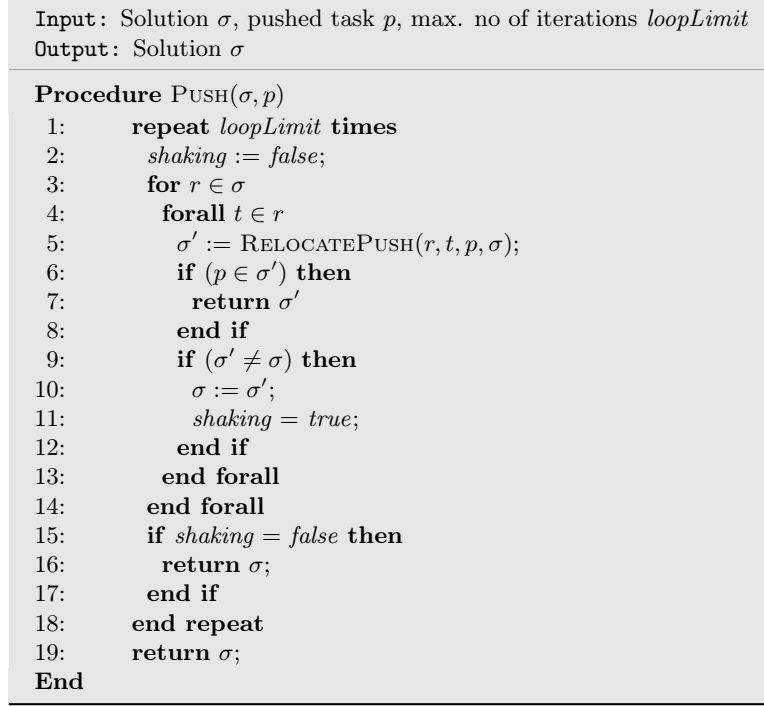 Input: Solution σ, pushed task p, max. no of iterations loopLimit
Output: Solution σ
Procedure PUSH(σ, p)
1: repeat loopLimit times
2: shaking := false;
3: for r ∈ σ
4: forall t ∈ r
5: σ′ := RELOCATEPUSH(r, t, p, σ);
6: if (p ∈ σ′) then
7: return σ′
8: end if
9: if (σ′ ≠ σ) then
10: σ := σ′;
11: shaking = true;
12: end if
13: end forall
14: end forall
15: if shaking = false then
16: return σ;
17: end if
18: end repeat
19: return σ;
End